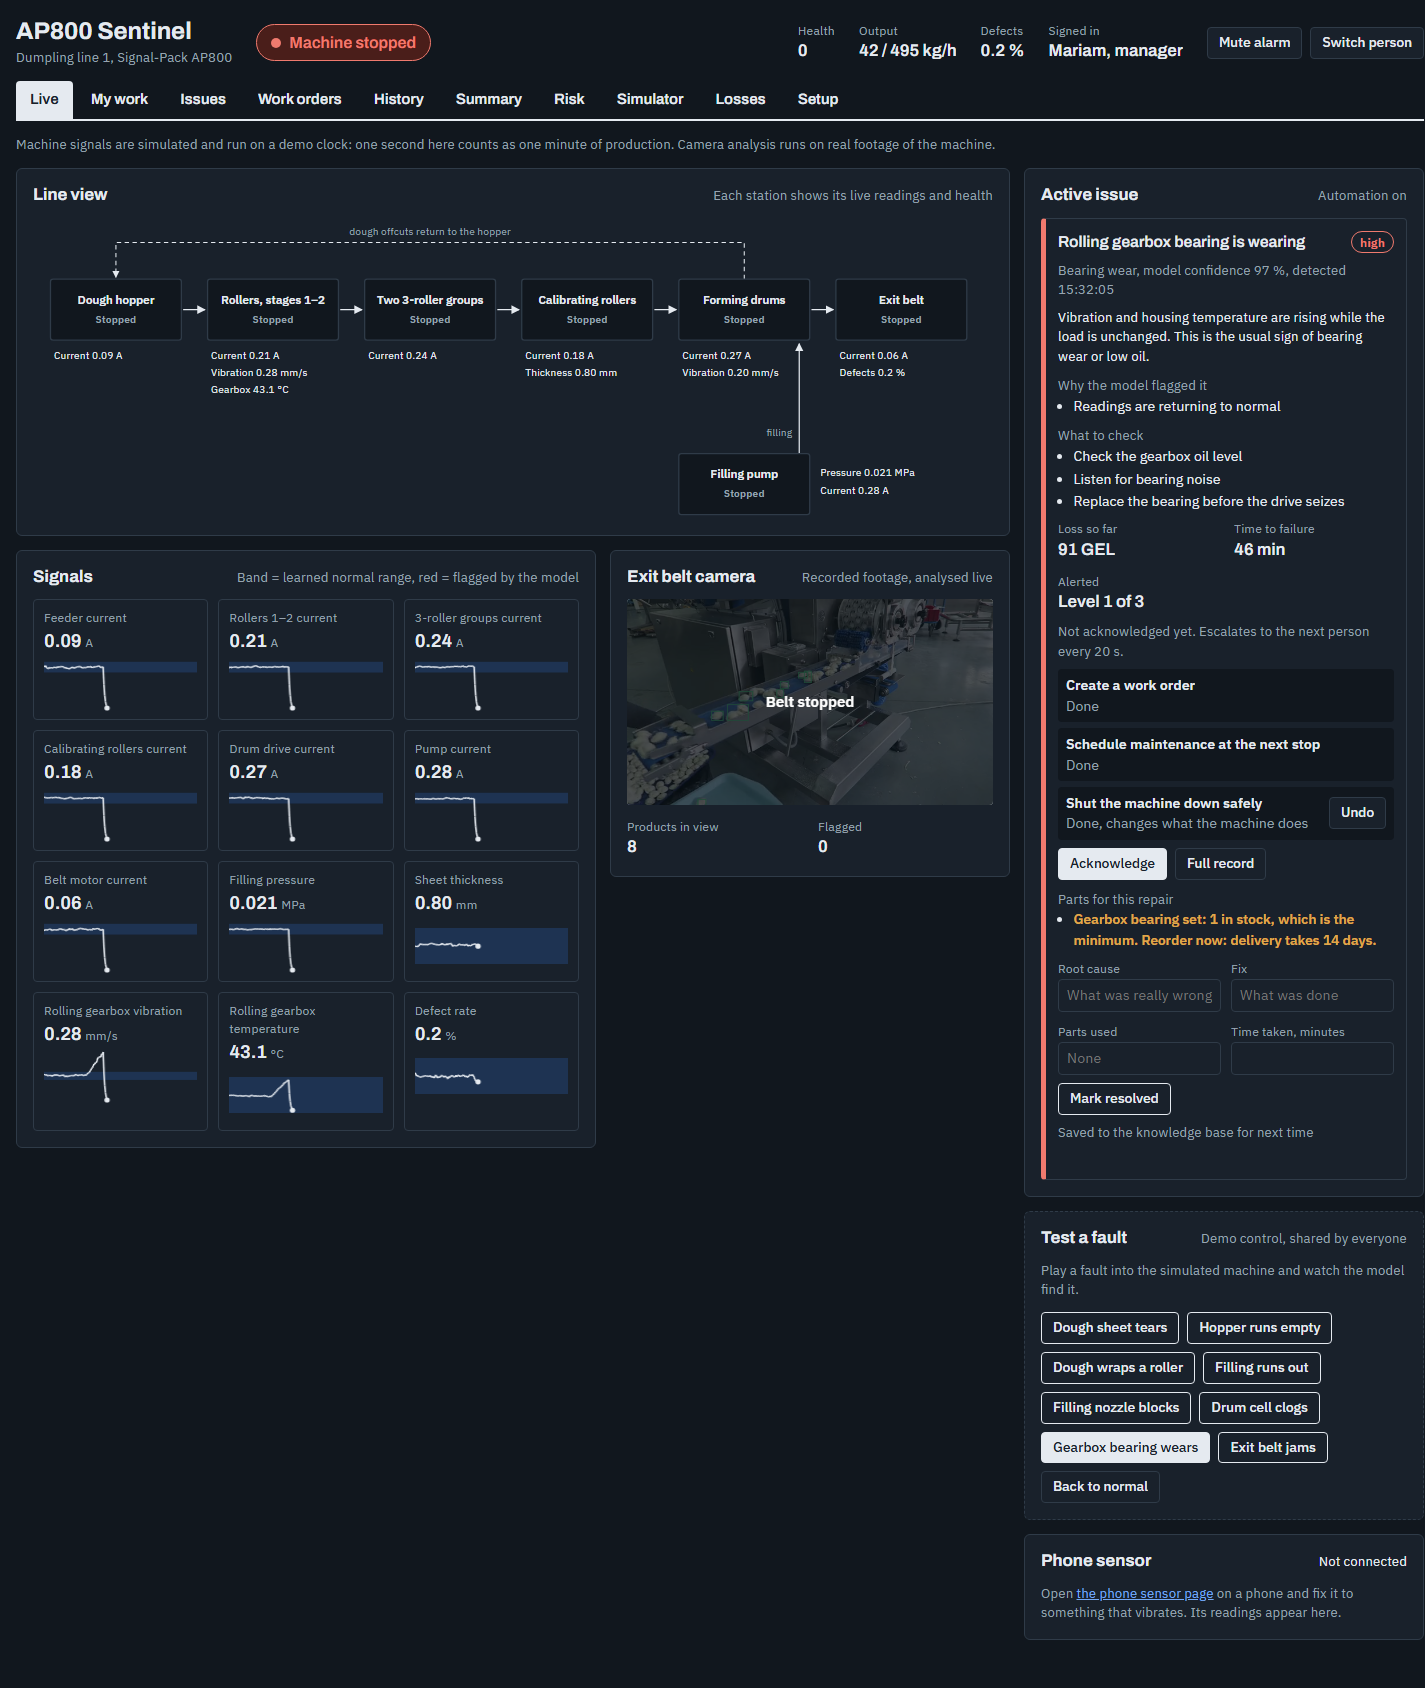 AP800 Sentinel
Dumpling line 1, Signal-Pack AP800
Machine stopped
Health
0
Output
42 / 495 kg/h
Defects
0.2 %
Signed in
Mariam, manager
Mute alarm
Switch person
Live
My work
Issues
Work orders
History
Summary
Risk
Simulator
Losses
Setup
Machine signals are simulated and run on a demo clock: one second here counts as one minute of production. Camera analysis runs on real footage of the machine.
Line view
Each station shows its live readings and health
dough offcuts return to the hopper
Dough hopper
Stopped
Current 0.09 A
Rollers, stages 1–2
Stopped
Current 0.21 A
Vibration 0.28 mm/s
Gearbox 43.1 °C
Two 3-roller groups
Stopped
Current 0.24 A
Calibrating rollers
Stopped
Current 0.18 A
Thickness 0.80 mm
Forming drums
Stopped
Current 0.27 A
Vibration 0.20 mm/s
Exit belt
Stopped
Current 0.06 A
Defects 0.2 %
filling
Filling pump
Stopped
Pressure 0.021 MPa
Current 0.28 A
Signals
Band = learned normal range, red = flagged by the model
Feeder current
0.09 A
Rollers 1–2 current
0.21 A
3-roller groups current
0.24 A
Calibrating rollers current
0.18 A
Drum drive current
0.27 A
Pump current
0.28 A
Belt motor current
0.06 A
Filling pressure
0.021 MPa
Sheet thickness
0.80 mm
Rolling gearbox vibration
0.28 mm/s
Rolling gearbox
temperature
43.1 °C
Defect rate
0.2 %
Exit belt camera
Recorded footage, analysed live
Belt stopped
Products in view
8
Flagged
0
Active issue
Automation on
Rolling gearbox bearing is wearing
high
Bearing wear, model confidence 97 %, detected
15:32:05
Vibration and housing temperature are rising while the
load is unchanged. This is the usual sign of bearing
wear or low oil.
Why the model flagged it
• Readings are returning to normal
What to check
• Check the gearbox oil level
• Listen for bearing noise
• Replace the bearing before the drive seizes
Loss so far
91 GEL
Time to failure
46 min
Alerted
Level 1 of 3
Not acknowledged yet. Escalates to the next person
every 20 s.
Create a work order
Done
Schedule maintenance at the next stop
Done
Shut the machine down safely
Done, changes what the machine does
Undo
Acknowledge
Full record
Parts for this repair
• Gearbox bearing set: 1 in stock, which is the
minimum. Reorder now: delivery takes 14 days.
Root cause
What was really wrong
Fix
What was done
Parts used
None
Time taken, minutes
Mark resolved
Saved to the knowledge base for next time
Test a fault
Demo control, shared by everyone
Play a fault into the simulated machine and watch the model
find it.
Dough sheet tears
Hopper runs empty
Dough wraps a roller
Filling runs out
Filling nozzle blocks
Drum cell clogs
Gearbox bearing wears
Exit belt jams
Back to normal
Phone sensor
Not connected
Open the phone sensor page on a phone and fix it to
something that vibrates. Its readings appear here.